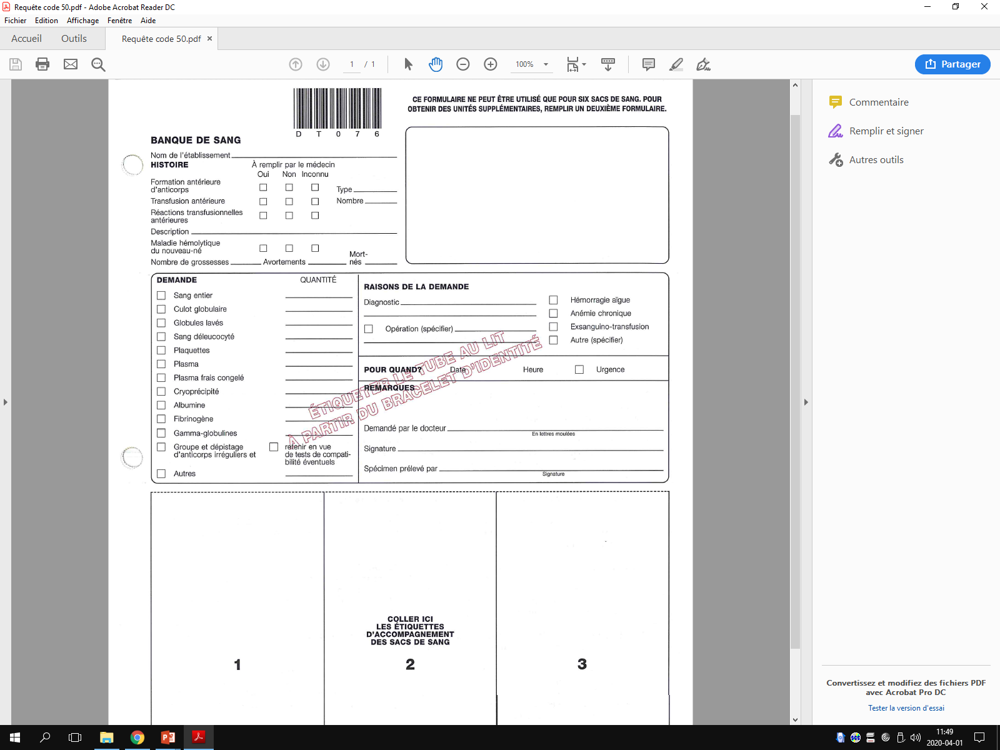 Requête code 50.pdf - Adobe Acrobat Reader DC
Fichier Edition Affichage Fenêtre Aide
Accueil Outils Requête code 50.pdf ×
1 / 1 100% Partager
Commentaire
Remplir et signer
Autres outils
CE FORMULAIRE NE PEUT ÊTRE UTILISÉ QUE POUR SIX SACS DE SANG. POUR
OBTENIR DES UNITÉS SUPPLÉMENTAIRES, REMPLIR UN DEUXIÈME FORMULAIRE.
D T 0 7 6
BANQUE DE SANG
Nom de l'établissement
HISTOIRE À remplir par le médecin
Oui Non Inconnu
Formation antérieure
d'anticorps Type
Transfusion antérieure Nombre
Réactions transfusionnelles
antérieures
Description
Maladie hémolytique
du nouveau-né
Nombre de grossesses Avortements Mort-
nés
DEMANDE QUANTITÉ
Sang entier
Culot globulaire
Globules lavés
Sang déleucocyté
Plaquettes
Plasma
Plasma frais congelé
Cryoprécipité
Albumine
Fibrinogène
Gamma-globulines
Groupe et dépistage
d'anticorps irréguliers et
retenir en vue
de tests de compati-
bilité éventuels
Autres
RAISONS DE LA DEMANDE
Diagnostic
Opération (spécifier)
Hémorragie aïgue
Anémie chronique
Exsanguino-transfusion
Autre (spécifier)
ÉTIQUETER LE TUBE AU LIT
À PARTIR DU BRACELET D'IDENTITÉ
POUR QUAND? Date Heure Urgence
REMARQUES
Demandé par le docteur
En lettres moulées
Signature
Spécimen prélevé par
Signature
COLLER ICI
LES ÉTIQUETTES
D'ACCOMPAGNEMENT
DES SACS DE SANG
1 2 3
Convertissez et modifiez des fichiers PDF
avec Acrobat Pro DC
Tester la version d'essai
11:49
2020-04-01